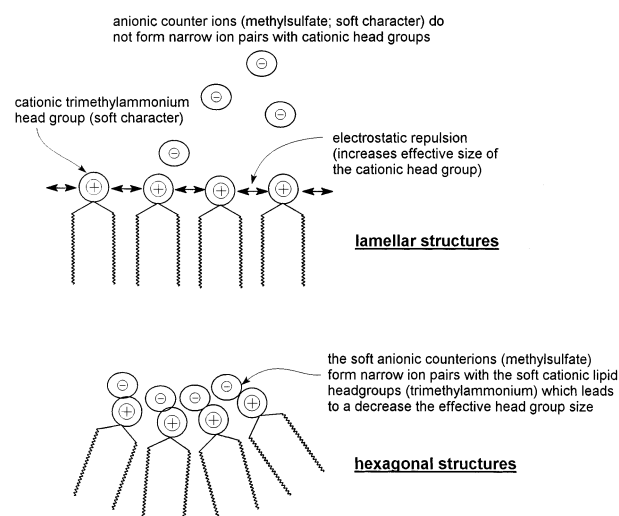 anionic counter ions (methylsulfate; soft character) do
not form narrow ion pairs with cationic head groups
cationic trimethylammonium
head group (soft character)
electrostatic repulsion
(increases effective size of
the cationic head group)
lamellar structures
the soft anionic counterions (methylsulfate)
form narrow ion pairs with the soft cationic lipid
headgroups (trimethylammonium) which leads
to a decrease the effective head group size
hexagonal structures